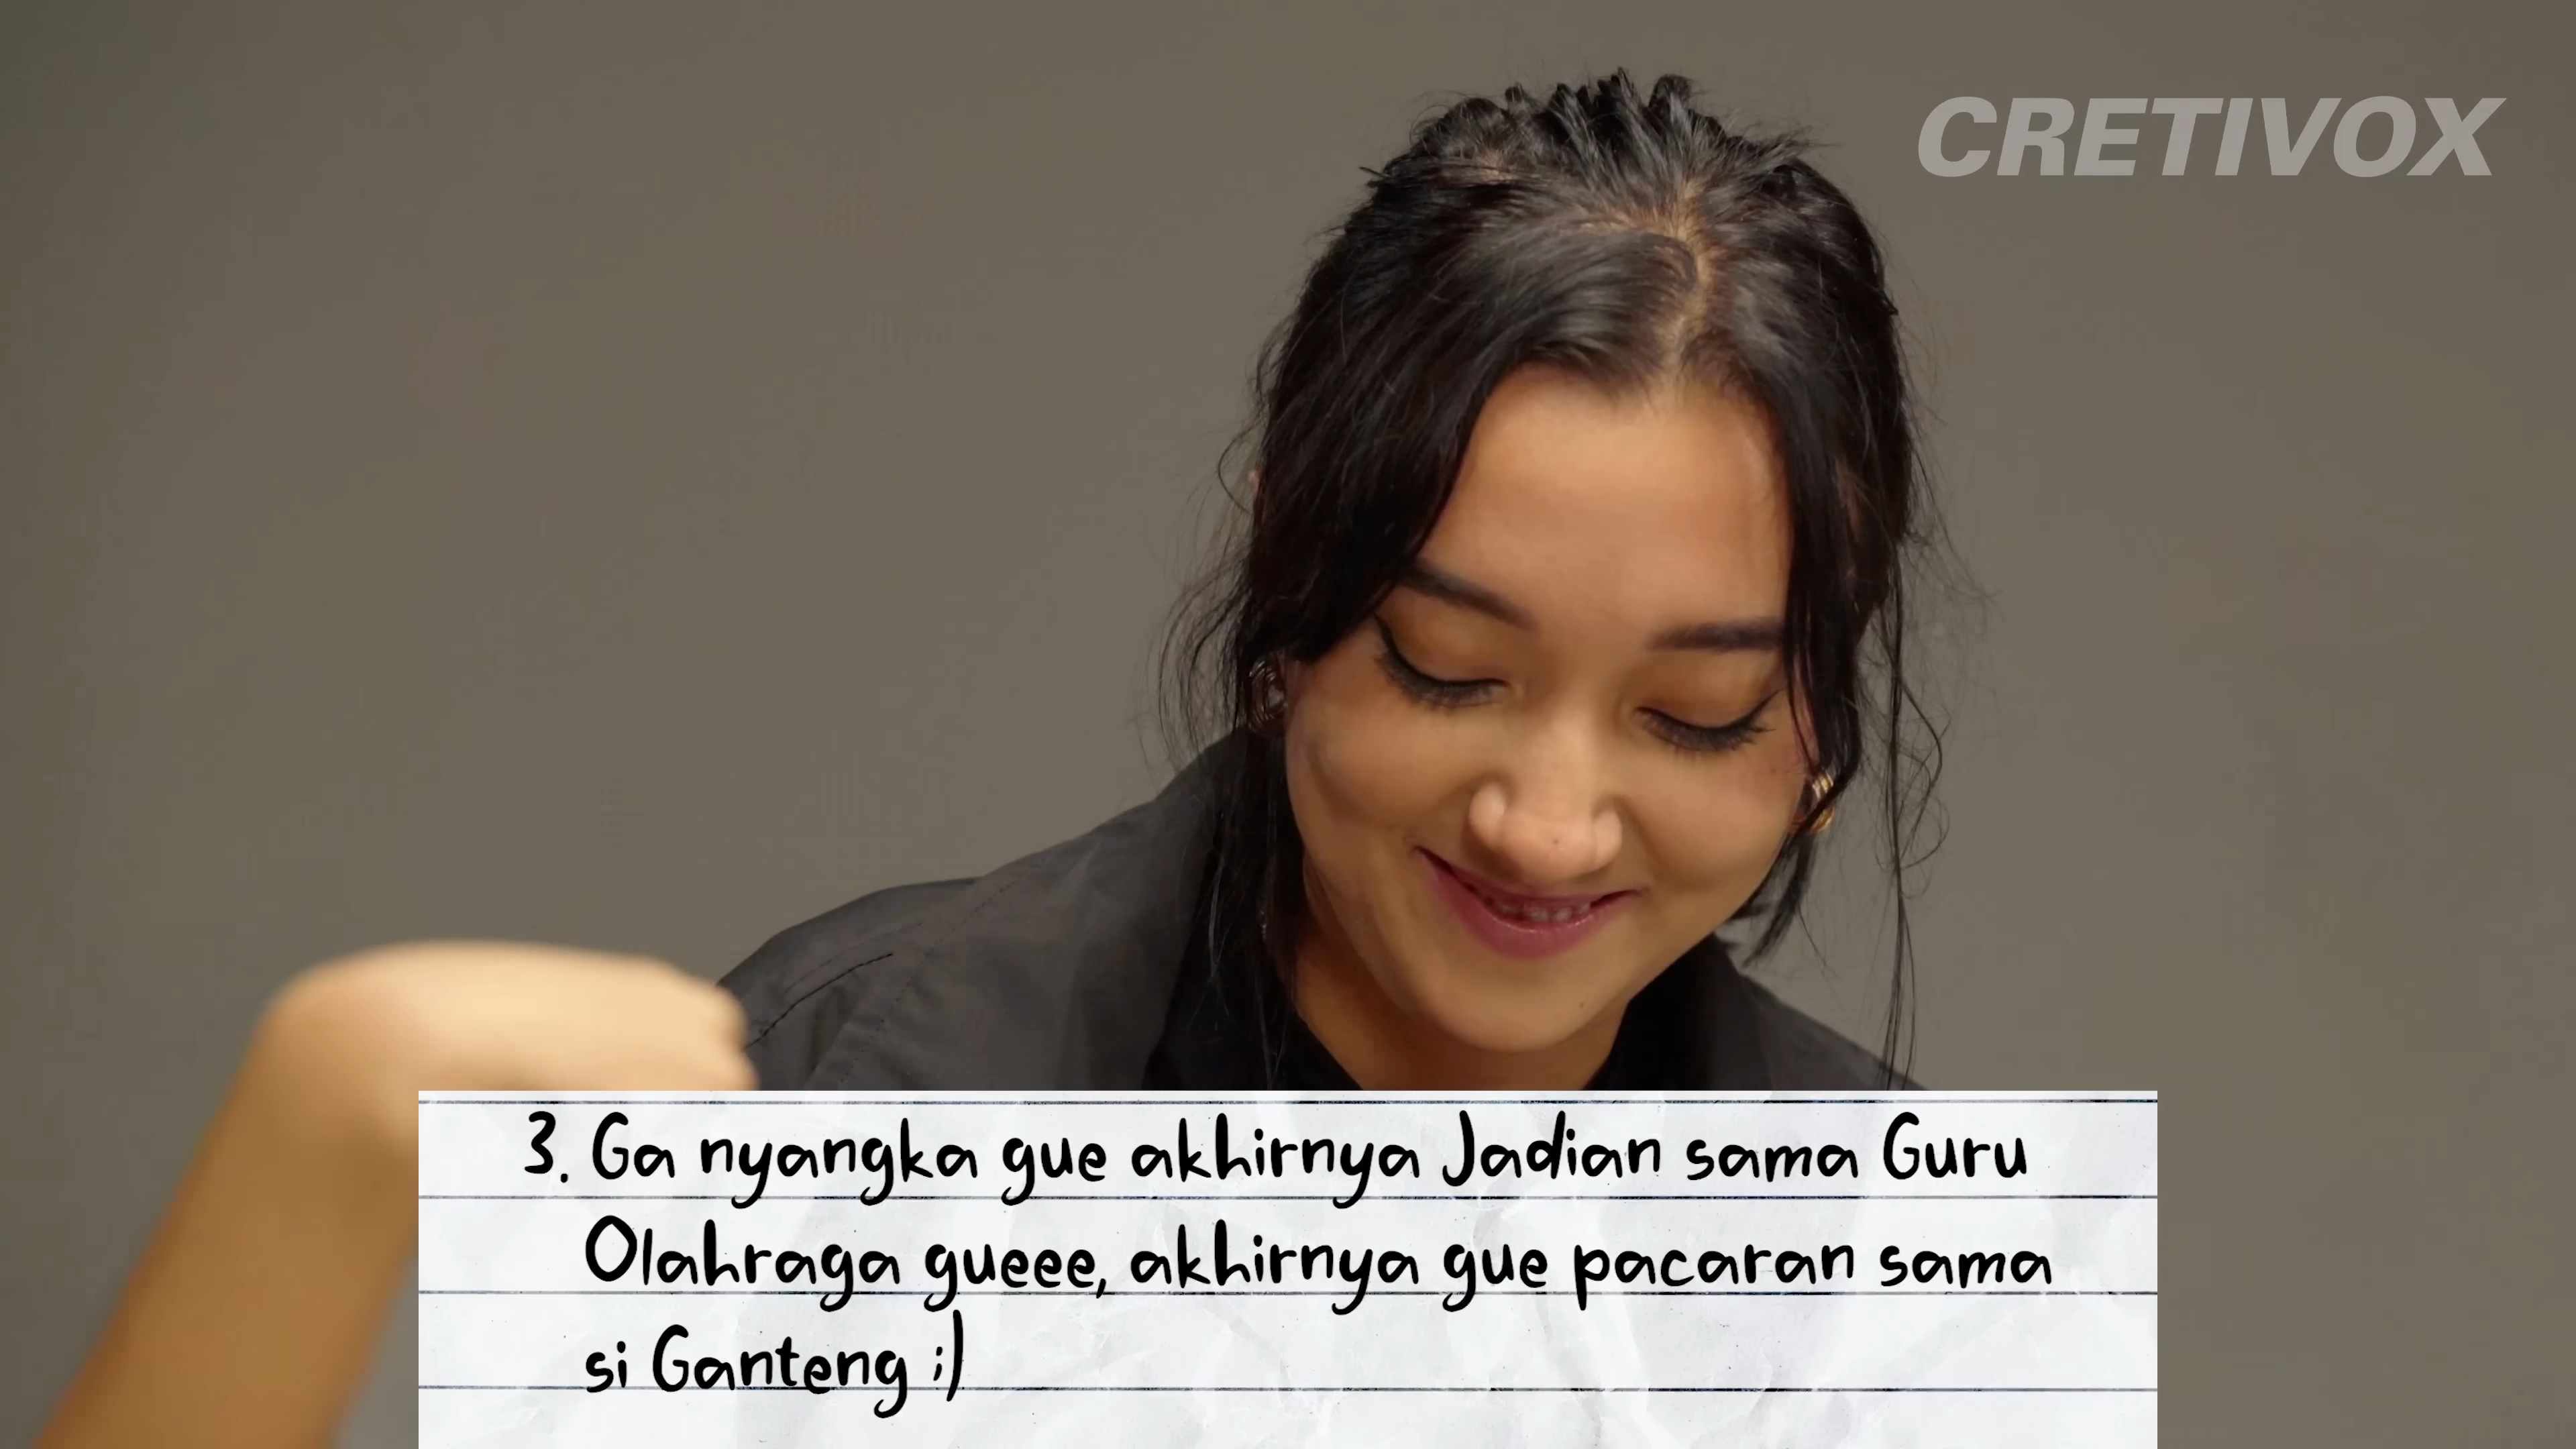 CRETIVOX
3. Ga nyangka gue akhirnya Jadian sama Guru
Olahraga gueee, akhirnya gue pacaran sama
si Ganteng ;)